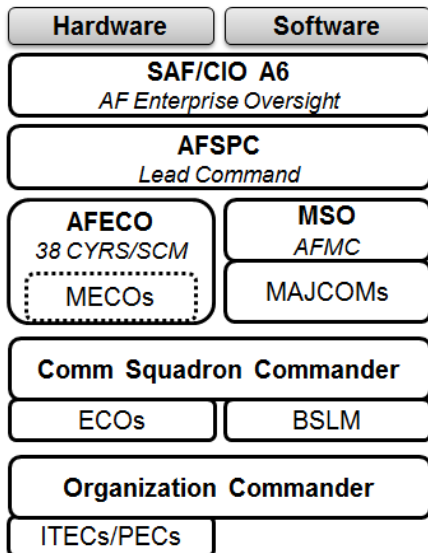 Hardware
Software
SAF/CIO A6
AF Enterprise Oversight
AFSPC
Lead Command
AFECO
38 CYRS/SCM
MECOs
MSO
AFMC
MAJCOMs
Comm Squadron Commander
ECOs
BSLM
Organization Commander
ITECs/PECs